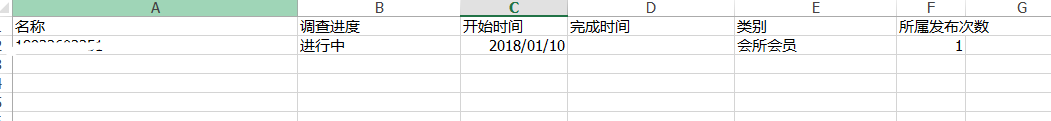 A B C D E F G
名称 调查进度 开始时间 完成时间 类别 所属发布次数
进行中 2018/01/10 会所会员 1